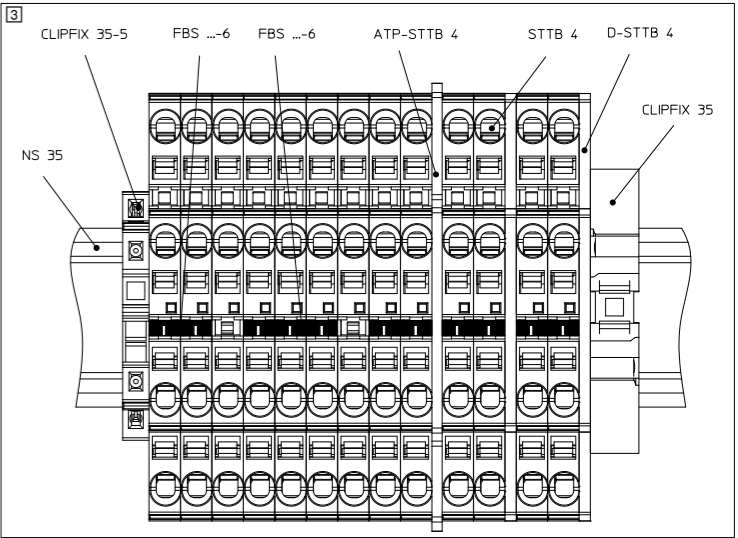 3
CLIPFIX 35-5 FBS ...-6 FBS ...-6 ATP-STTB 4 STTB 4 D-STTB 4
CLIPFIX 35
NS 35